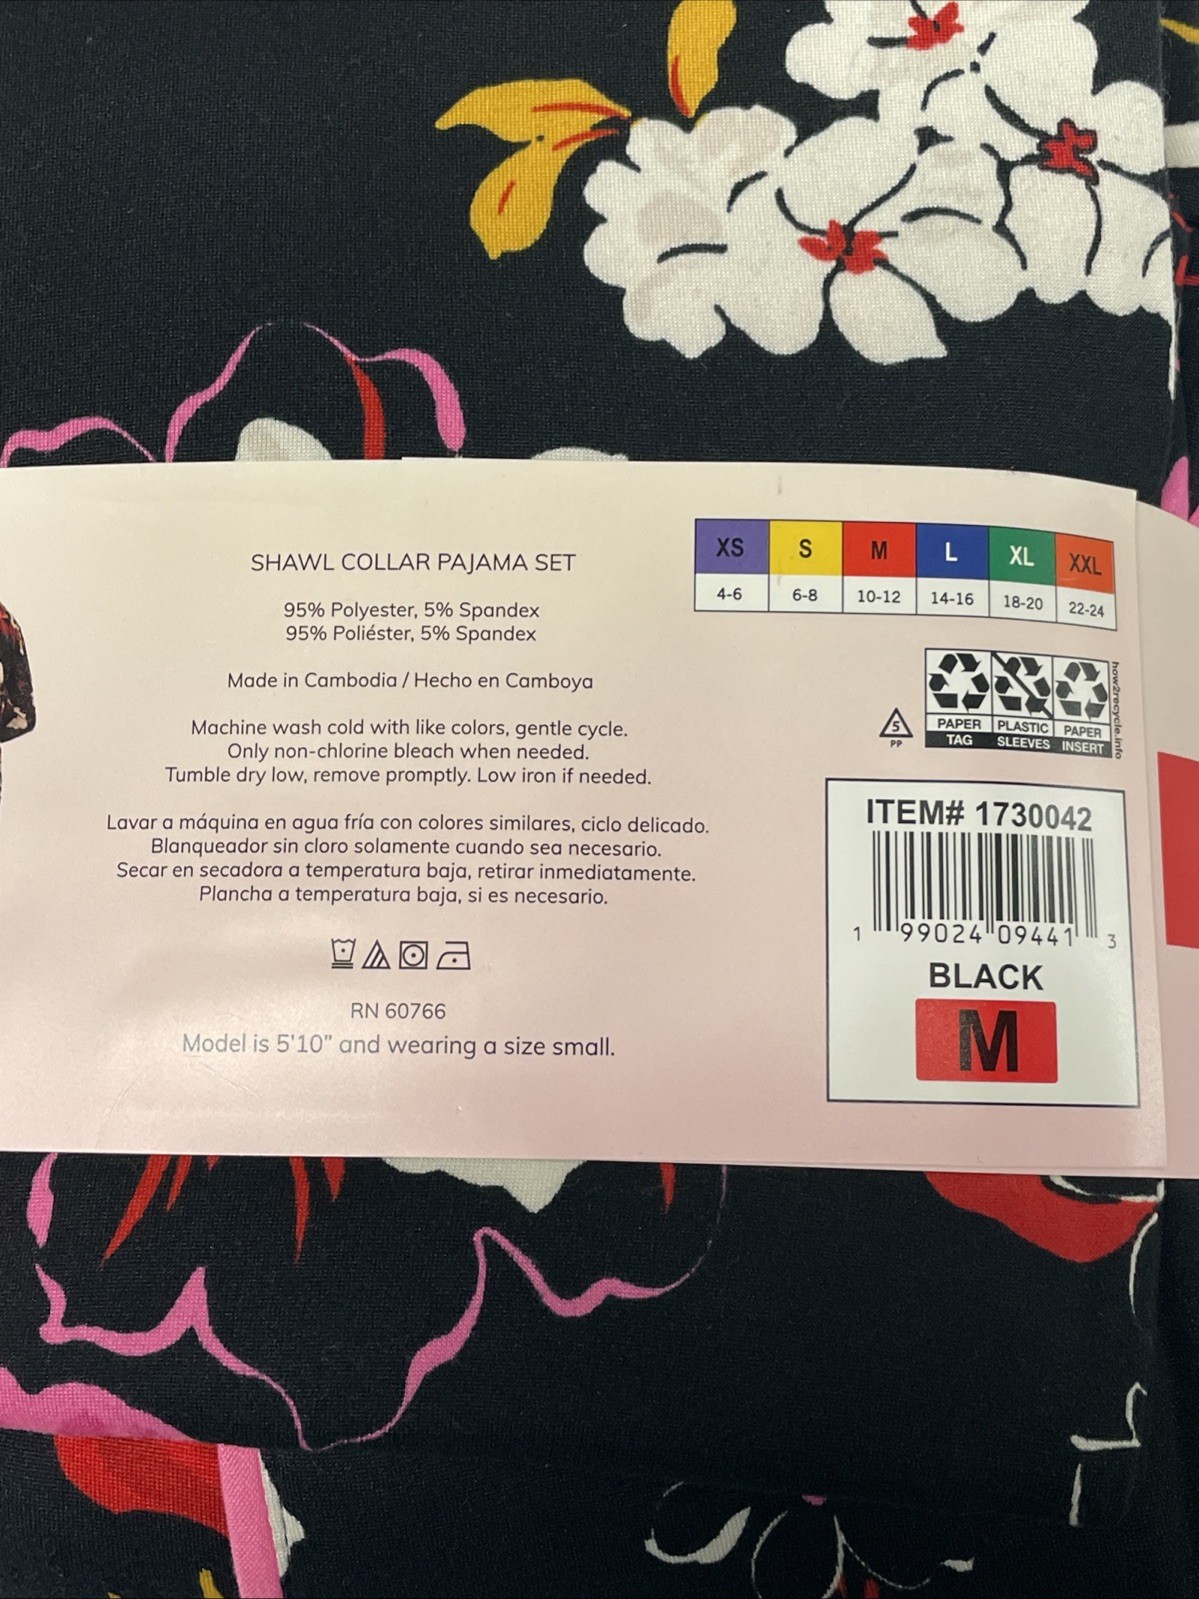 SHAWL COLLAR PAJAMA SET
95% Polyester, 5% Spandex
95% Poliéster, 5% Spandex
Made in Cambodia / Hecho en Camboya
Machine wash cold with like colors, gentle cycle.
Only non-chlorine bleach when needed.
Tumble dry low, remove promptly. Low iron if needed.
Lavar a máquina en agua fría con colores similares, ciclo delicado.
Blanqueador sin cloro solamente cuando sea necesario.
Secar en secadora a temperatura baja, retirar inmediatamente.
Plancha a temperatura baja, si es necesario.
RN 60766
Model is 5'10" and wearing a size small.
XS S M L XL XXL
4-6 6-8 10-12 14-16 18-20 22-24
5
PP
PAPER PLASTIC PAPER
TAG SLEEVES INSERT
how2recycle.info
ITEM# 1730042
1 99024 09441 3
BLACK
M